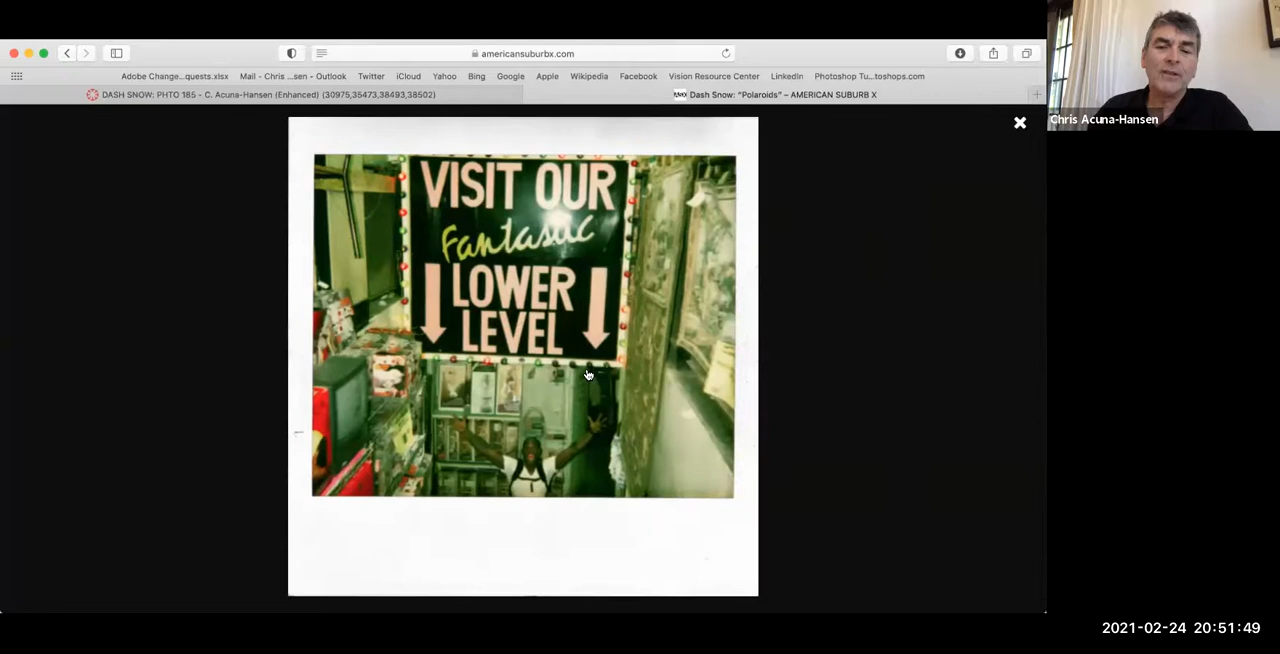 americansuburbx.com
Adobe Change...quests.xlsx Mail - Chris ...sen - Outlook Twitter iCloud Yahoo Bing Google Apple Wikipedia Facebook Vision Resource Center LinkedIn Photoshop Tu...toshops.com
DASH SNOW: PHTO 185 - C. Acuna-Hansen (Enhanced) (30975,35473,38493,38502) Dash Snow: “Polaroids” – AMERICAN SUBURB X
Chris Acuna-Hansen
VISIT OUR
Fantastic
LOWER
LEVEL
2021-02-24 20:51:49